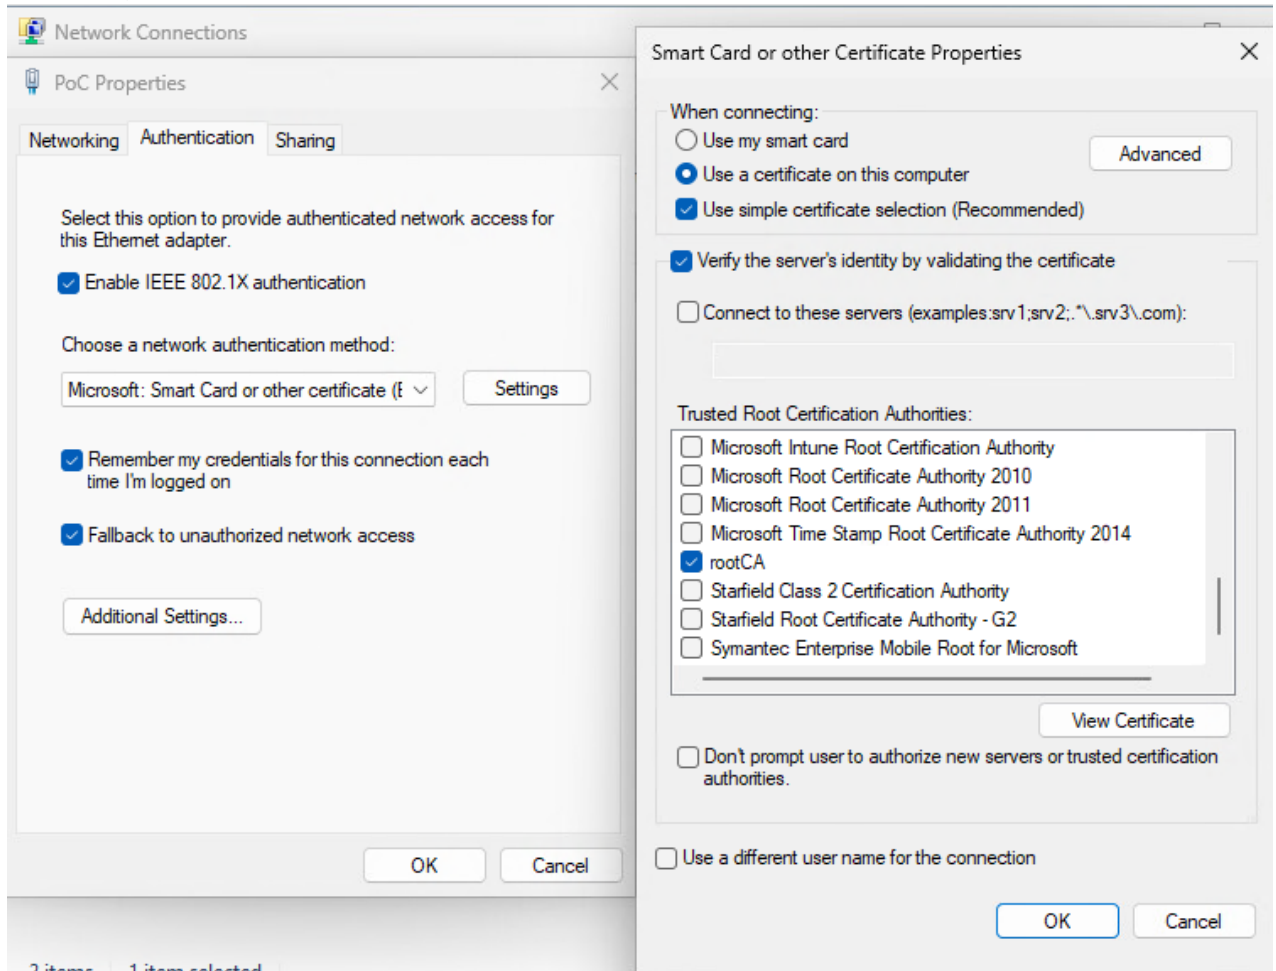 Network Connections
PoC Properties
Networking
Authentication
Sharing
Select this option to provide authenticated network access for
this Ethernet adapter.
Enable IEEE 802.1X authentication
Choose a network authentication method:
Microsoft: Smart Card or other certificate (E
Settings
Remember my credentials for this connection each
time I'm logged on
Fallback to unauthorized network access
Additional Settings...
OK
Cancel
Smart Card or other Certificate Properties
When connecting:
Use my smart card
Advanced
Use a certificate on this computer
Use simple certificate selection (Recommended)
Verify the server's identity by validating the certificate
Connect to these servers (examples:srv1;srv2;.*\.srv3\.com):
Trusted Root Certification Authorities:
Microsoft Intune Root Certification Authority
Microsoft Root Certificate Authority 2010
Microsoft Root Certificate Authority 2011
Microsoft Time Stamp Root Certificate Authority 2014
rootCA
Starfield Class 2 Certification Authority
Starfield Root Certificate Authority - G2
Symantec Enterprise Mobile Root for Microsoft
View Certificate
Don't prompt user to authorize new servers or trusted certification
authorities.
Use a different user name for the connection
OK
Cancel
items 1 item selected